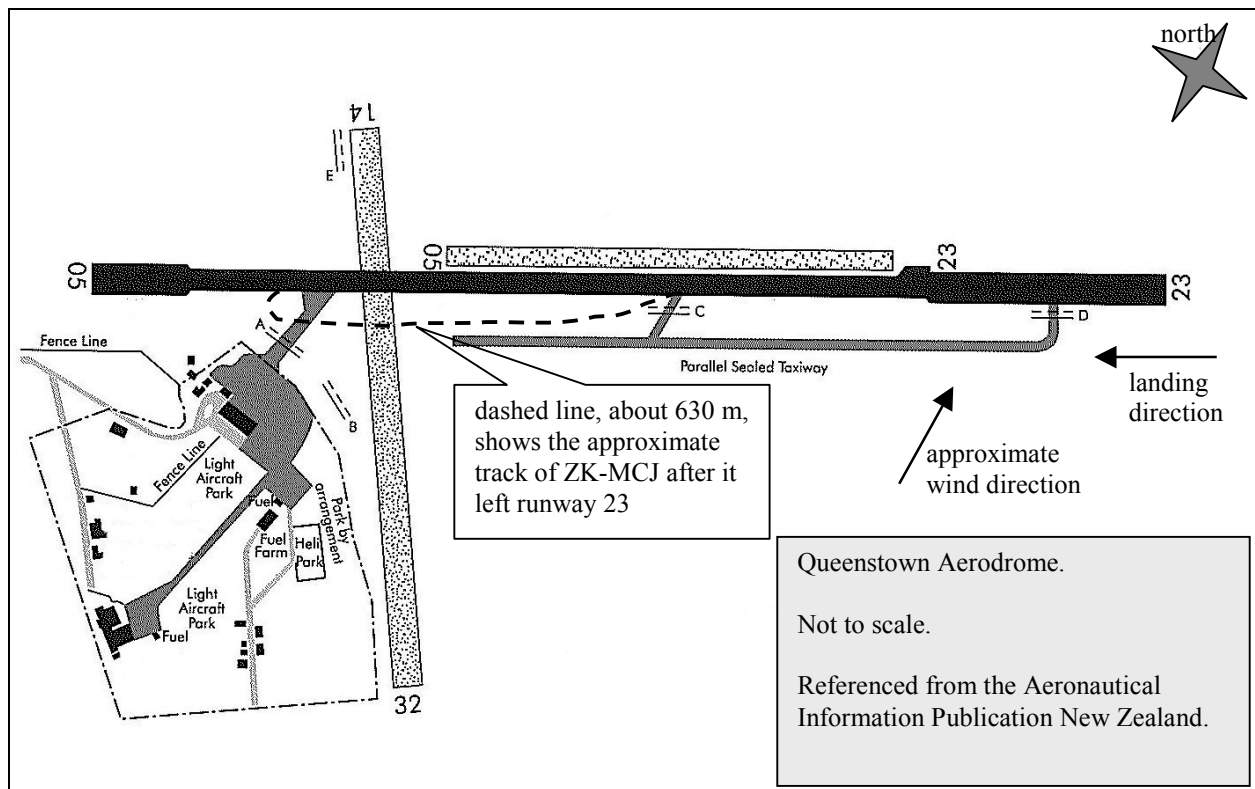 north
14
E
05
05
23
23
A
C
D
Fence Line
Parallel Sealed Taxiway
landing
direction
B
dashed line, about 630 m,
shows the approximate
track of ZK-MCJ after it
left runway 23
approximate
wind direction
Fence Line
Light
Aircraft
Park
Fuel
Park by
arrangement
Fuel
Farm
Heli
Park
Light
Aircraft
Park
Fuel
32
Queenstown Aerodrome.
Not to scale.
Referenced from the Aeronautical
Information Publication New Zealand.